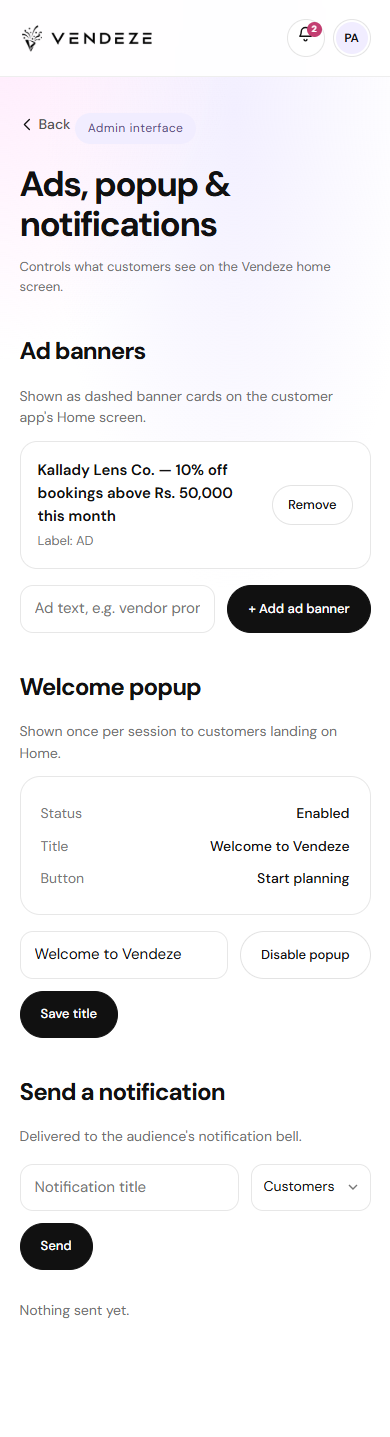 VENDEZE
2
PA
Back
Admin interface
Ads, popup &
notifications
Controls what customers see on the Vendeze home
screen.
Ad banners
Shown as dashed banner cards on the customer
app's Home screen.
Kallady Lens Co. — 10% off
bookings above Rs. 50,000
this month
Label: AD
Remove
Ad text, e.g. vendor pror
+ Add ad banner
Welcome popup
Shown once per session to customers landing on
Home.
Status Enabled
Title Welcome to Vendeze
Button Start planning
Welcome to Vendeze
Disable popup
Save title
Send a notification
Delivered to the audience's notification bell.
Notification title
Customers
Send
Nothing sent yet.